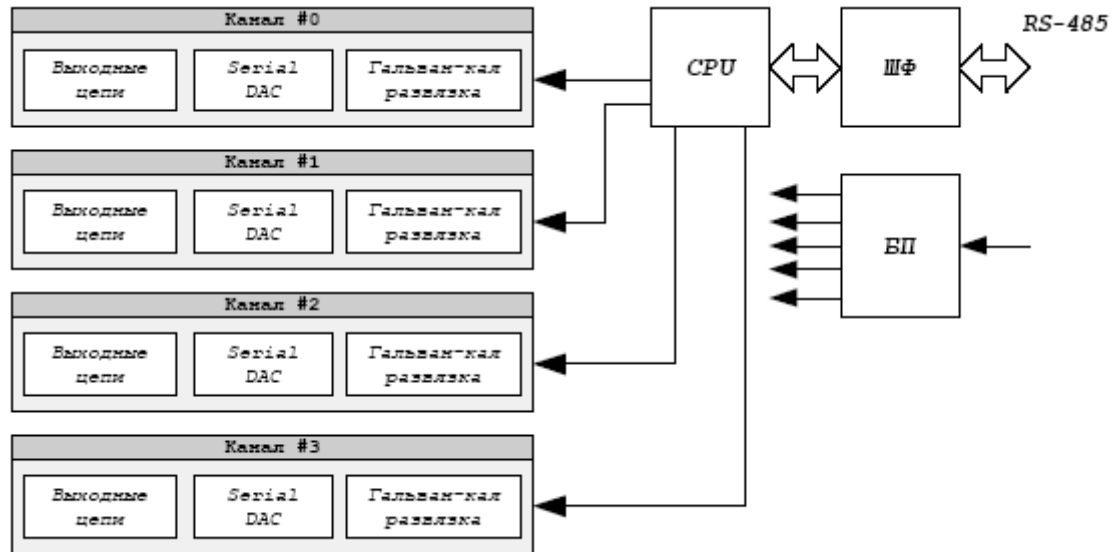 Канал #0
Выходные
цепи
Serial
DAC
Гальван-кая
развязка
CPU
ШФ
RS-485
Канал #1
Выходные
цепи
Serial
DAC
Гальван-кая
развязка
БП
Канал #2
Выходные
цепи
Serial
DAC
Гальван-кая
развязка
Канал #3
Выходные
цепи
Serial
DAC
Гальван-кая
развязка